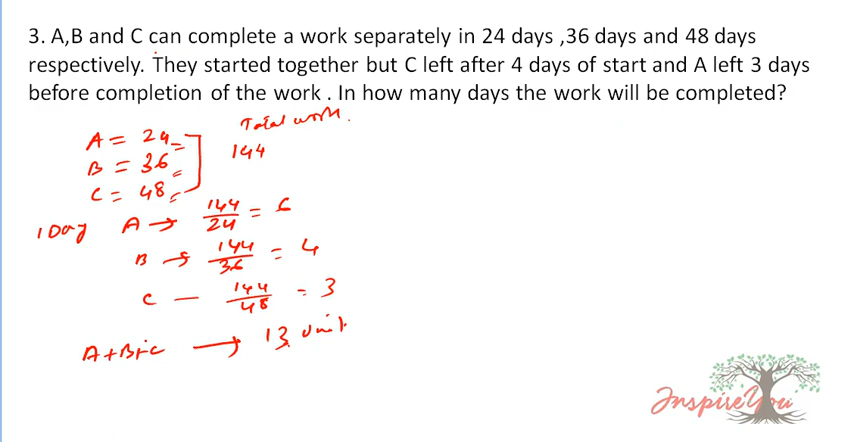 3. A,B and C can complete a work separately in 24 days ,36 days and 48 days
respectively. They started together but C left after 4 days of start and A left 3 days
before completion of the work . In how many days the work will be completed?
Total work.
A = 24
B = 36
C = 48
144
1 Day A → 144/24 = 6
B → 144/36 = 4
C — 144/48 = 3
A+B+C → 13 unit
InspireYou